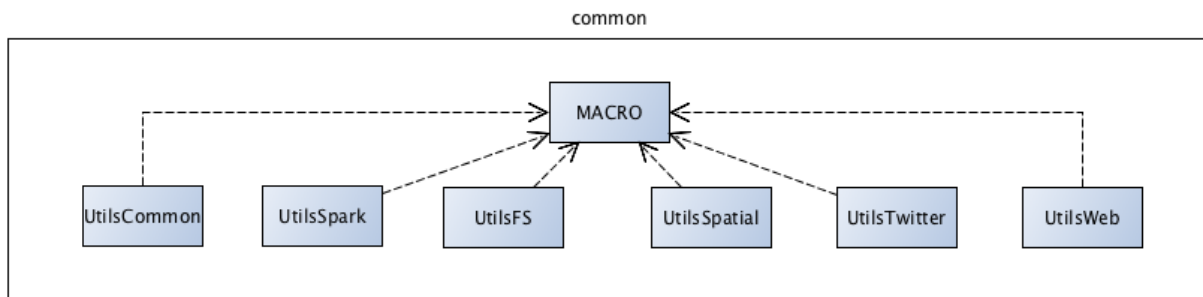 common
MACRO
UtilsCommon
UtilsSpark
UtilsFS
UtilsSpatial
UtilsTwitter
UtilsWeb